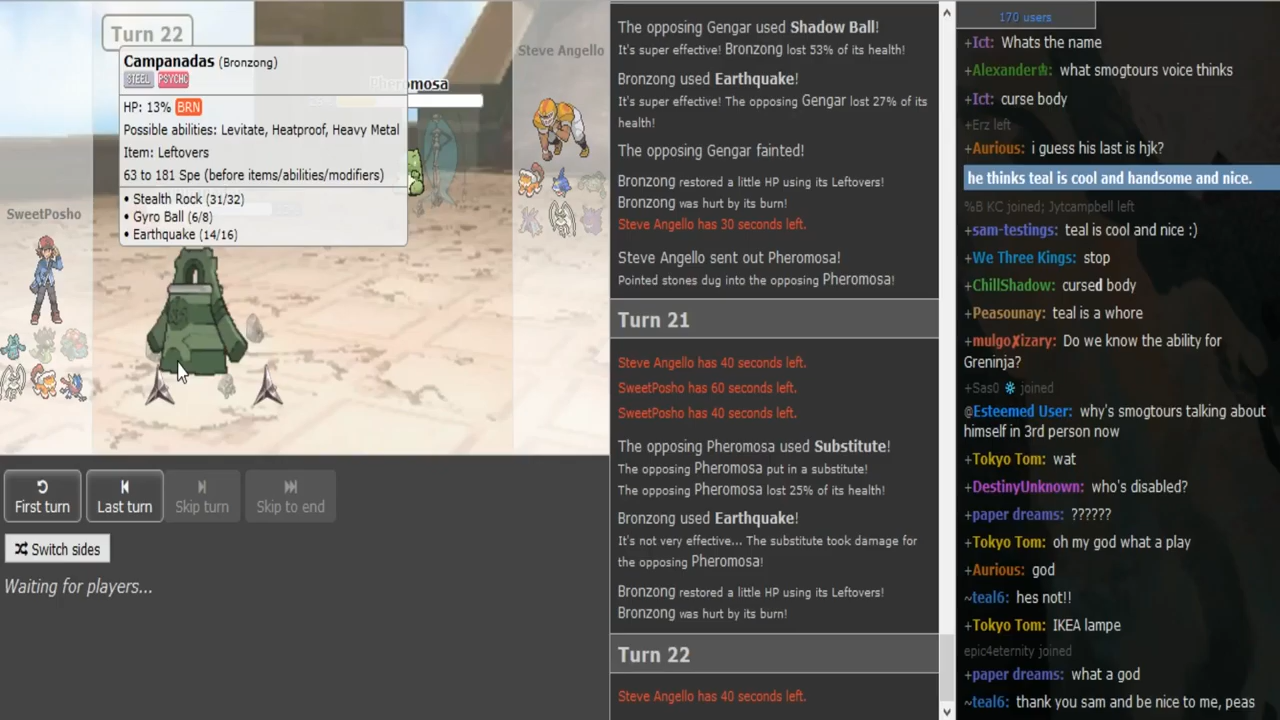 Turn 22
Campanadas (Bronzong)
STEEL PSYCHC
HP: 13% BRN
Possible abilities: Levitate, Heatproof, Heavy Metal
Item: Leftovers
63 to 181 Spe (before items/abilities/modifiers)
• Stealth Rock (31/32)
• Gyro Ball (6/8)
• Earthquake (14/16)
Pheromosa
Steve Angello
SweetPosho
First turn
Last turn
Skip turn
Skip to end
Switch sides
Waiting for players...
The opposing Gengar used Shadow Ball!
It's super effective! Bronzong lost 53% of its health!
Bronzong used Earthquake!
It's super effective! The opposing Gengar lost 27% of its
health!
The opposing Gengar fainted!
Bronzong restored a little HP using its Leftovers!
Bronzong was hurt by its burn!
Steve Angello has 30 seconds left.
Steve Angello sent out Pheromosa!
Pointed stones dug into the opposing Pheromosa!
Turn 21
Steve Angello has 40 seconds left.
SweetPosho has 60 seconds left.
SweetPosho has 40 seconds left.
The opposing Pheromosa used Substitute!
The opposing Pheromosa put in a substitute!
The opposing Pheromosa lost 25% of its health!
Bronzong used Earthquake!
It's not very effective... The substitute took damage for
the opposing Pheromosa!
Bronzong restored a little HP using its Leftovers!
Bronzong was hurt by its burn!
Turn 22
Steve Angello has 40 seconds left.
170 users
+Ict: Whats the name
+Alexander♕: what smogtours voice thinks
+Ict: curse body
+Erz left
+Aurious: i guess his last is hjk?
he thinks teal is cool and handsome and nice.
%B KC joined; Jytcampbell left
+sam-testings: teal is cool and nice :)
+We Three Kings: stop
+ChillShadow: cursed body
+Peasounay: teal is a whore
+mulgoXizary: Do we know the ability for
Greninja?
+Sas0 ❄ joined
@Esteemed User: why's smogtours talking about
himself in 3rd person now
+Tokyo Tom: wat
+DestinyUnknown: who's disabled?
+paper dreams: ??????
+Tokyo Tom: oh my god what a play
+Aurious: god
~teal6: hes not!!
+Tokyo Tom: IKEA lampe
epic4eternity joined
+paper dreams: what a god
~teal6: thank you sam and be nice to me, peas